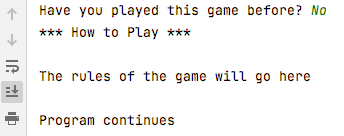 Have you played this game before? No
*** How to Play ***
The rules of the game will go here
Program continues